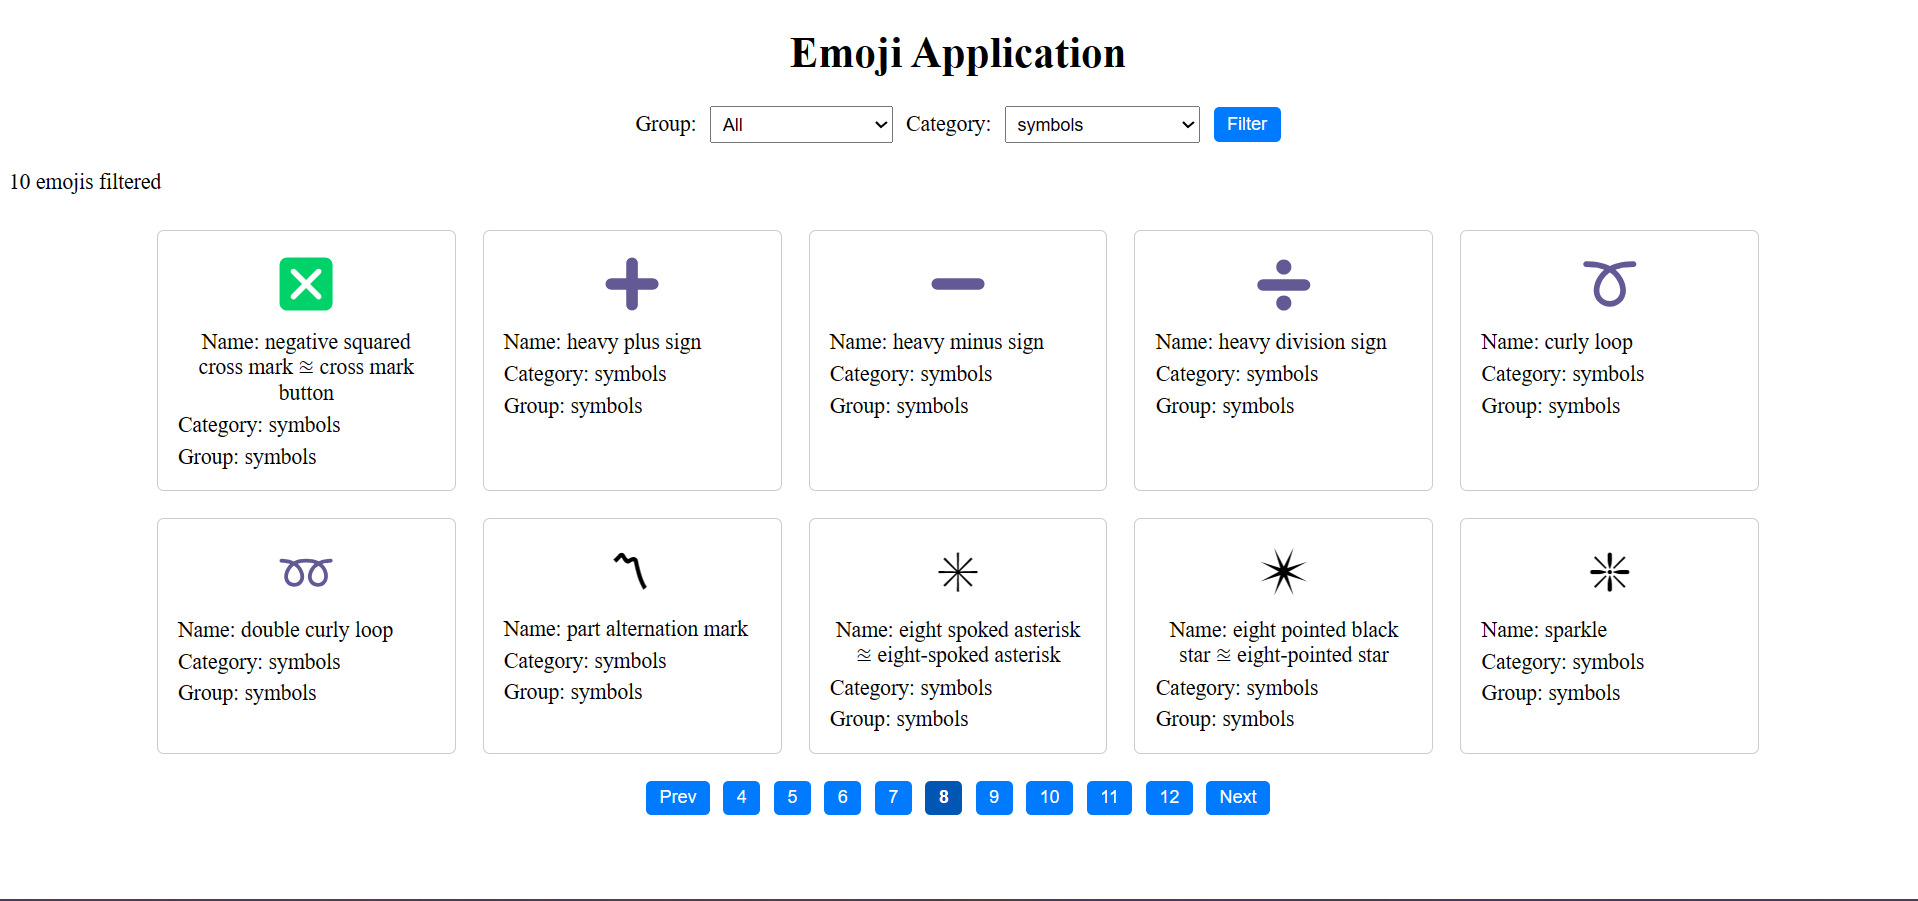 Emoji Application
Group: All Category: symbols Filter
10 emojis filtered
Name: negative squared
cross mark ≊ cross mark
button
Category: symbols
Group: symbols
Name: heavy plus sign
Category: symbols
Group: symbols
Name: heavy minus sign
Category: symbols
Group: symbols
Name: heavy division sign
Category: symbols
Group: symbols
Name: curly loop
Category: symbols
Group: symbols
Name: double curly loop
Category: symbols
Group: symbols
Name: part alternation mark
Category: symbols
Group: symbols
Name: eight spoked asterisk
≊ eight-spoked asterisk
Category: symbols
Group: symbols
Name: eight pointed black
star ≊ eight-pointed star
Category: symbols
Group: symbols
Name: sparkle
Category: symbols
Group: symbols
Prev 4 5 6 7 8 9 10 11 12 Next